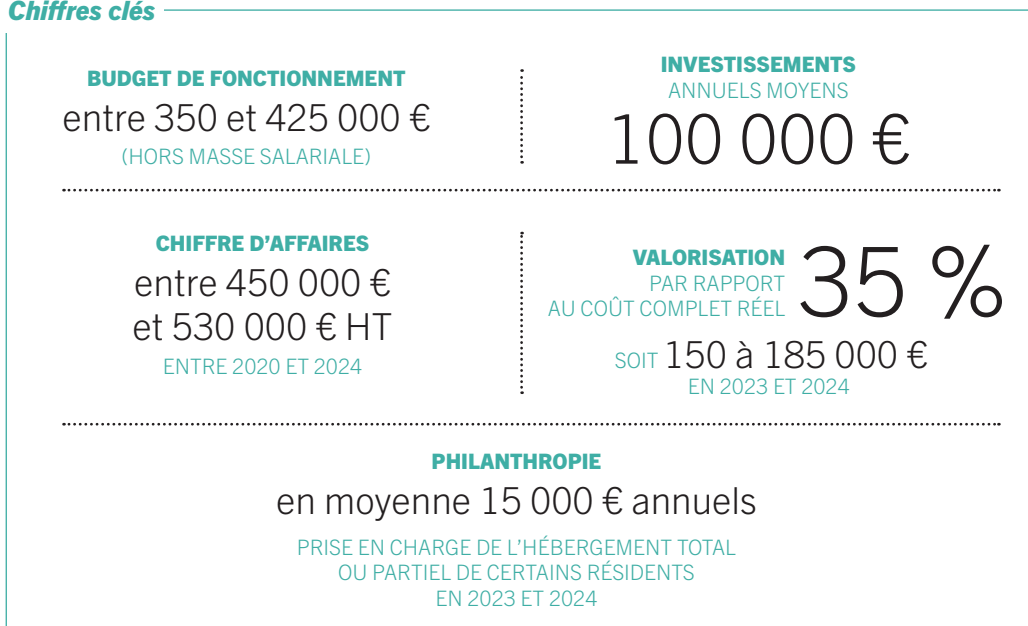 Chiffres clés
BUDGET DE FONCTIONNEMENT
entre 350 et 425 000 €
(HORS MASSE SALARIALE)
INVESTISSEMENTS
ANNUELS MOYENS
100 000 €
CHIFFRE D’AFFAIRES
entre 450 000 €
et 530 000 € HT
ENTRE 2020 ET 2024
VALORISATION
PAR RAPPORT
AU COÛT COMPLET RÉEL
35 %
SOIT 150 à 185 000 €
EN 2023 ET 2024
PHILANTHROPIE
en moyenne 15 000 € annuels
PRISE EN CHARGE DE L’HÉBERGEMENT TOTAL
OU PARTIEL DE CERTAINS RÉSIDENTS
EN 2023 ET 2024